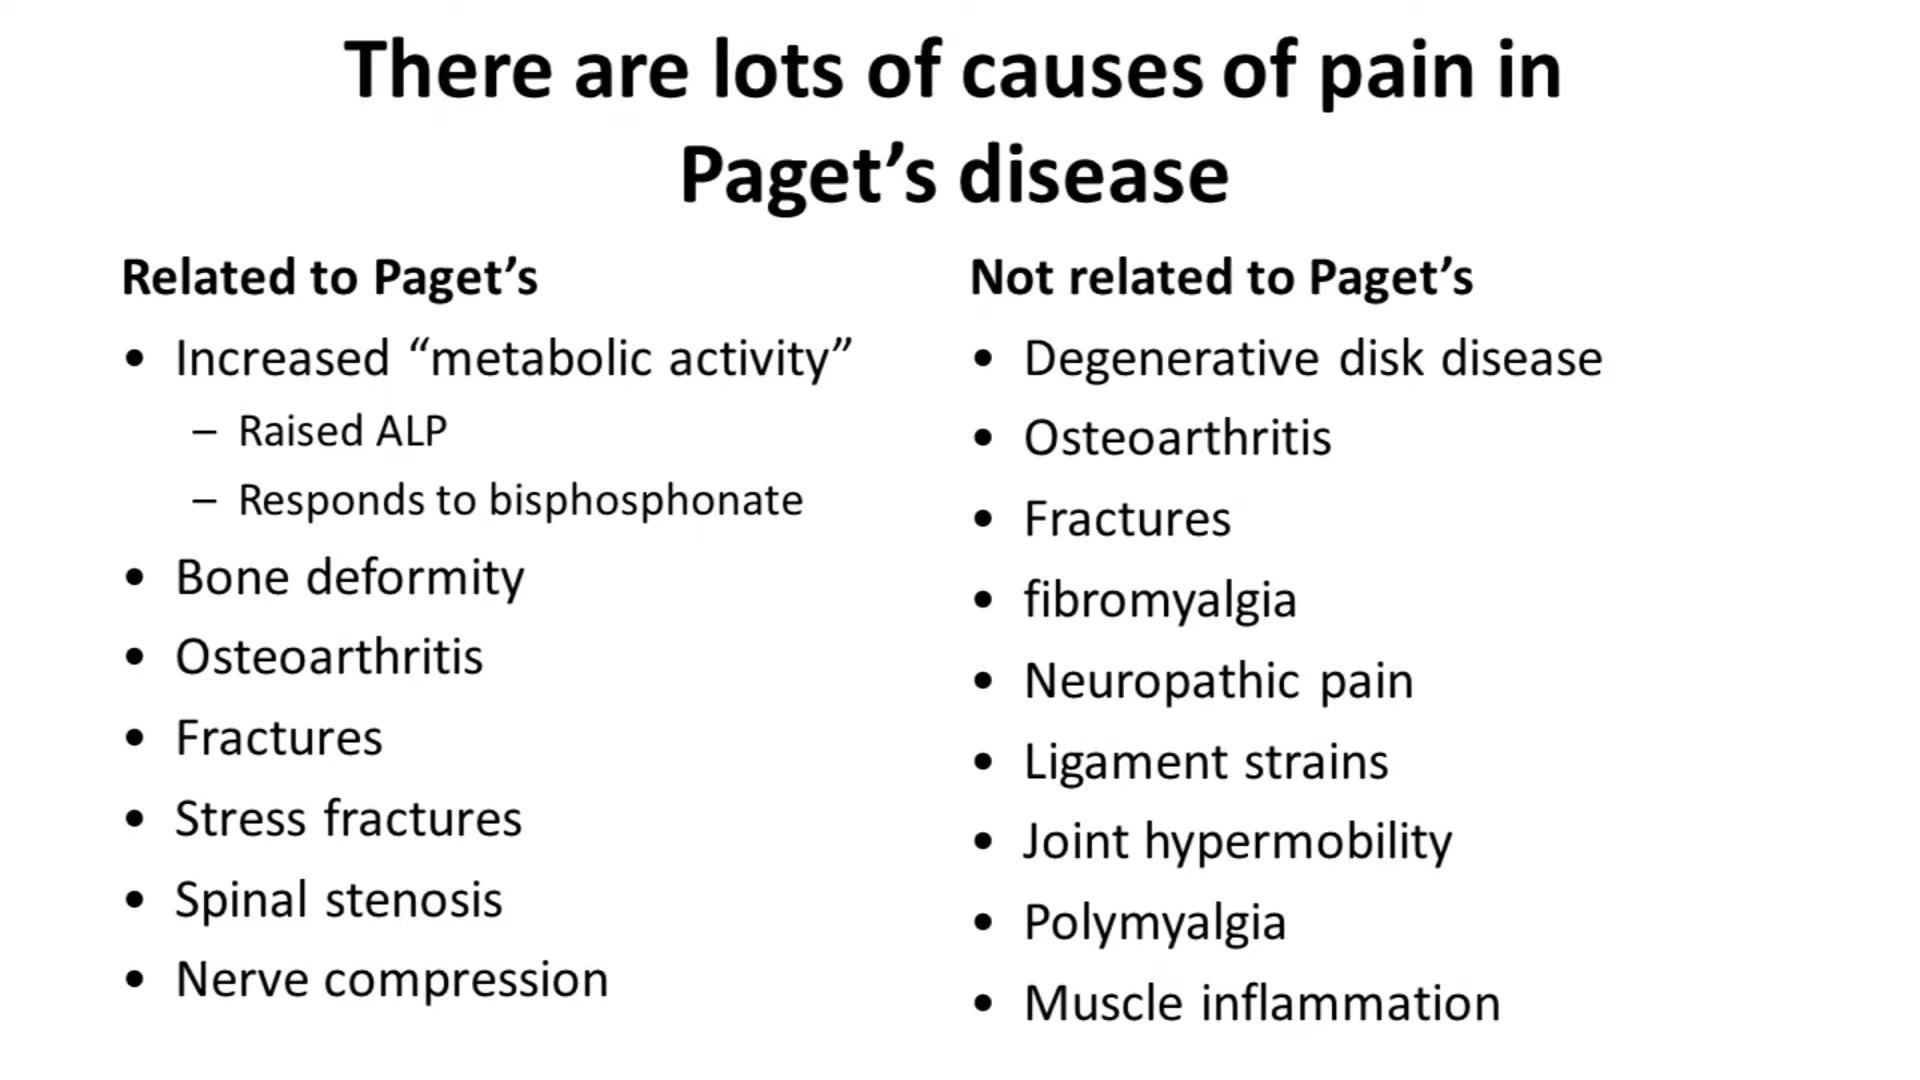 There are lots of causes of pain in
Paget’s disease
Related to Paget’s
• Increased “metabolic activity”
– Raised ALP
– Responds to bisphosphonate
• Bone deformity
• Osteoarthritis
• Fractures
• Stress fractures
• Spinal stenosis
• Nerve compression
Not related to Paget’s
• Degenerative disk disease
• Osteoarthritis
• Fractures
• fibromyalgia
• Neuropathic pain
• Ligament strains
• Joint hypermobility
• Polymyalgia
• Muscle inflammation